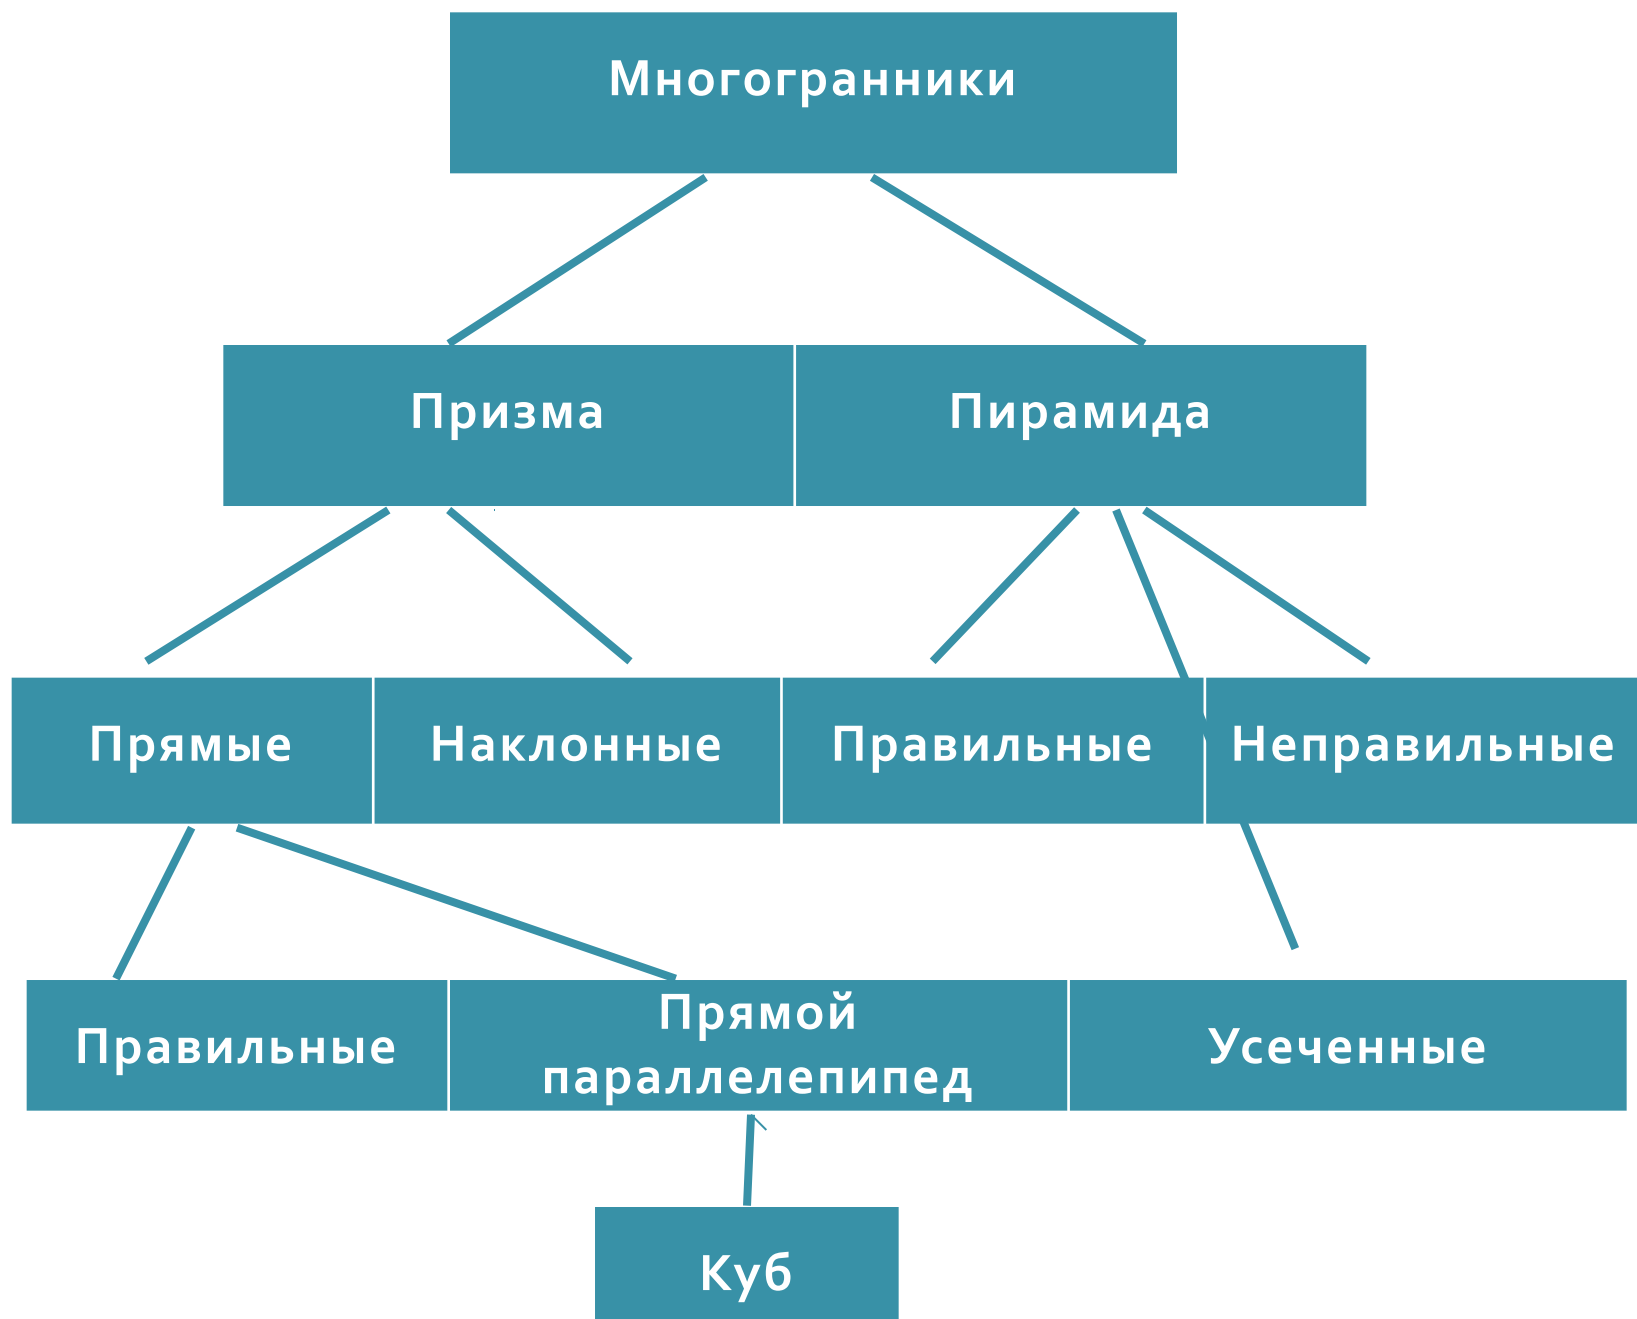 Многогранники
Призма
Пирамида
Прямые
Наклонные
Правильные
Неправильные
Правильные
Прямой
параллелепипед
Усеченные
Куб